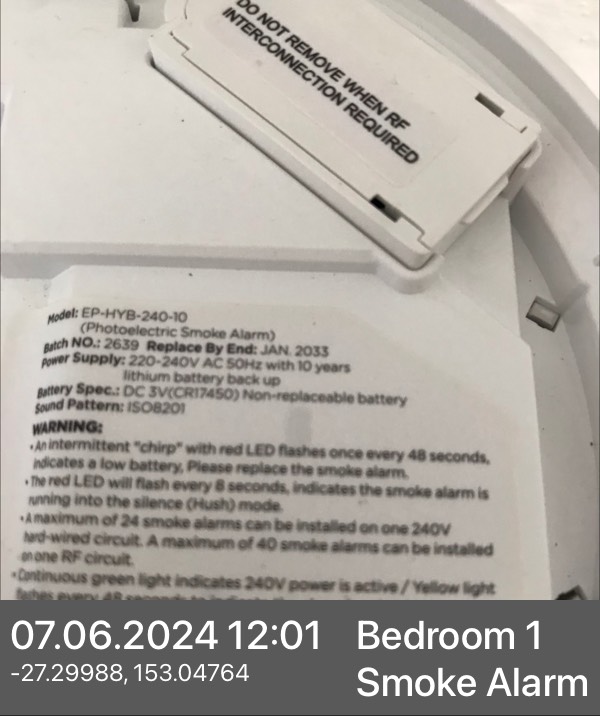 DO NOT REMOVE WHEN RF
INTERCONNECTION REQUIRED
Model: EP-HYB-240-10
(Photoelectric Smoke Alarm)
Batch NO.: 2639 Replace By End: JAN. 2033
Power Supply: 220-240V AC 50Hz with 10 years
lithium battery back up
Battery Spec.: DC 3V(CR17450) Non-replaceable battery
Sound Pattern: ISO8201
WARNING:
•An intermittent "chirp" with red LED flashes once every 48 seconds,
indicates a low battery, Please replace the smoke alarm.
•The red LED will flash every 8 seconds, indicates the smoke alarm is
running into the silence (Hush) mode.
•A maximum of 24 smoke alarms can be installed on one 240V
hard-wired circuit. A maximum of 40 smoke alarms can be installed
on one RF circuit.
•Continuous green light indicates 240V power is active / Yellow light
flashes every 48 seconds to indicate
07.06.2024 12:01
-27.29988, 153.04764
Bedroom 1
Smoke Alarm